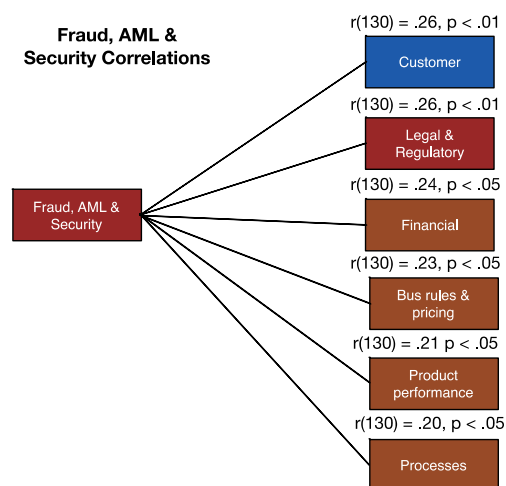 Fraud, AML &
Security Correlations
r(130) = .26, p < .01
Customer
r(130) = .26, p < .01
Legal &
Regulatory
r(130) = .24, p < .05
Fraud, AML &
Security
Financial
r(130) = .23, p < .05
Bus rules &
pricing
r(130) = .21 p < .05
Product
performance
r(130) = .20, p < .05
Processes